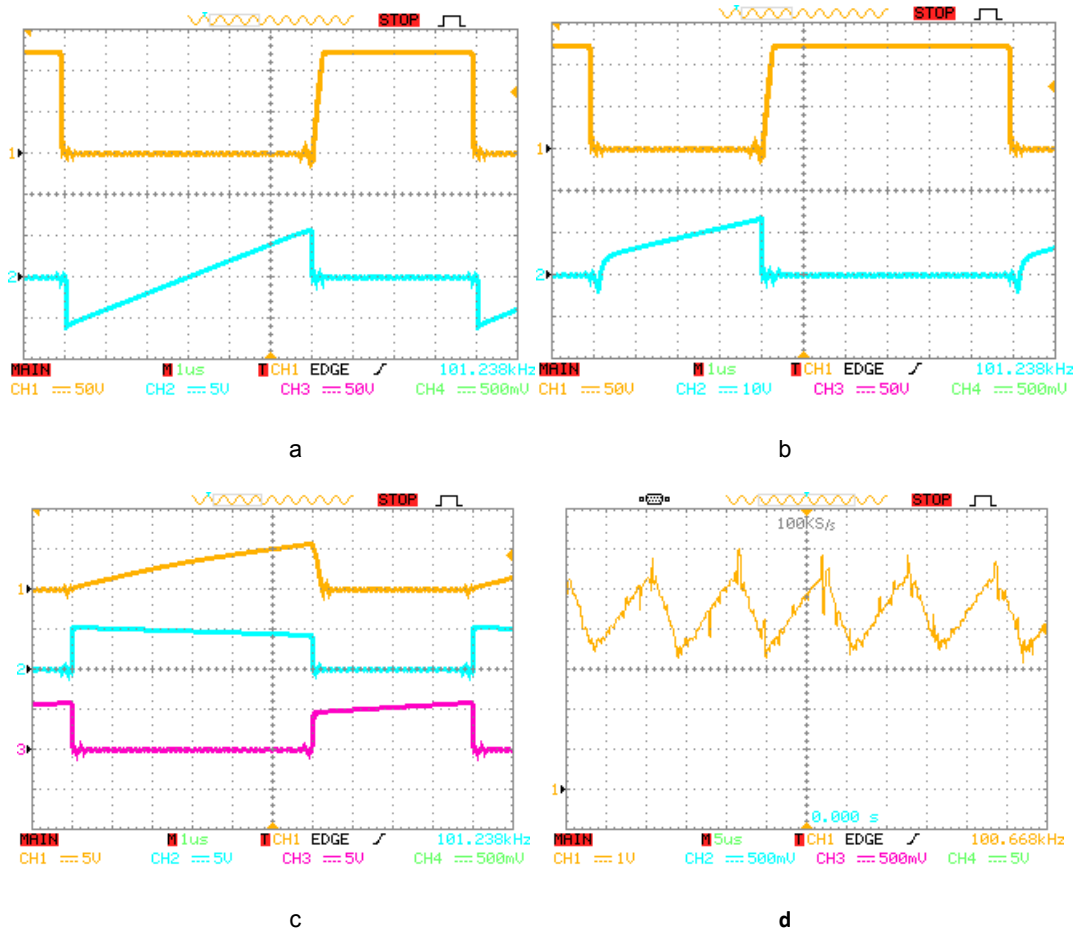 STOP
1
2
MAIN M 1us T CH1 EDGE 101.238kHz
CH1 50V CH2 5V CH3 50V CH4 500mV
a
STOP
1
2
MAIN M 1us T CH1 EDGE 101.238kHz
CH1 50V CH2 10V CH3 50V CH4 500mV
b
STOP
1
2
3
MAIN M 1us T CH1 EDGE 101.238kHz
CH1 5V CH2 5V CH3 5V CH4 500mV
c
STOP
100KS/s
1
0.000 s
MAIN M 5us T CH1 EDGE 100.668kHz
CH1 1V CH2 500mV CH3 500mV CH4 5V
d